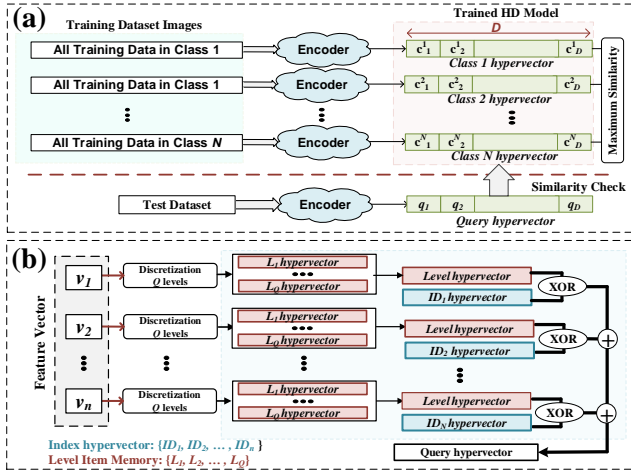 (a)
Training Dataset Images
Trained HD Model
D
All Training Data in Class 1
Encoder
c¹₁ c¹₂ c¹_D
Class 1 hypervector
All Training Data in Class 1
Encoder
c²₁ c²₂ c²_D
Class 2 hypervector
All Training Data in Class N
Encoder
c^N₁ c^N₂ c^N_D
Class N hypervector
Maximum Similarity
Similarity Check
Test Dataset
Encoder
q₁ q₂ q_D
Query hypervector
(b)
Feature Vector
v₁
Discretization
Q levels
L₁ hypervector
L_Q hypervector
Level hypervector
ID₁ hypervector
XOR
v₂
Discretization
Q levels
L₁ hypervector
L_Q hypervector
Level hypervector
ID₂ hypervector
XOR
+
vₙ
Discretization
Q levels
L₁ hypervector
L_Q hypervector
Level hypervector
ID_N hypervector
XOR
+
Index hypervector: {ID₁, ID₂, ... , IDₙ }
Level Item Memory: {L₁, L₂, ... , L_Q}
Query hypervector